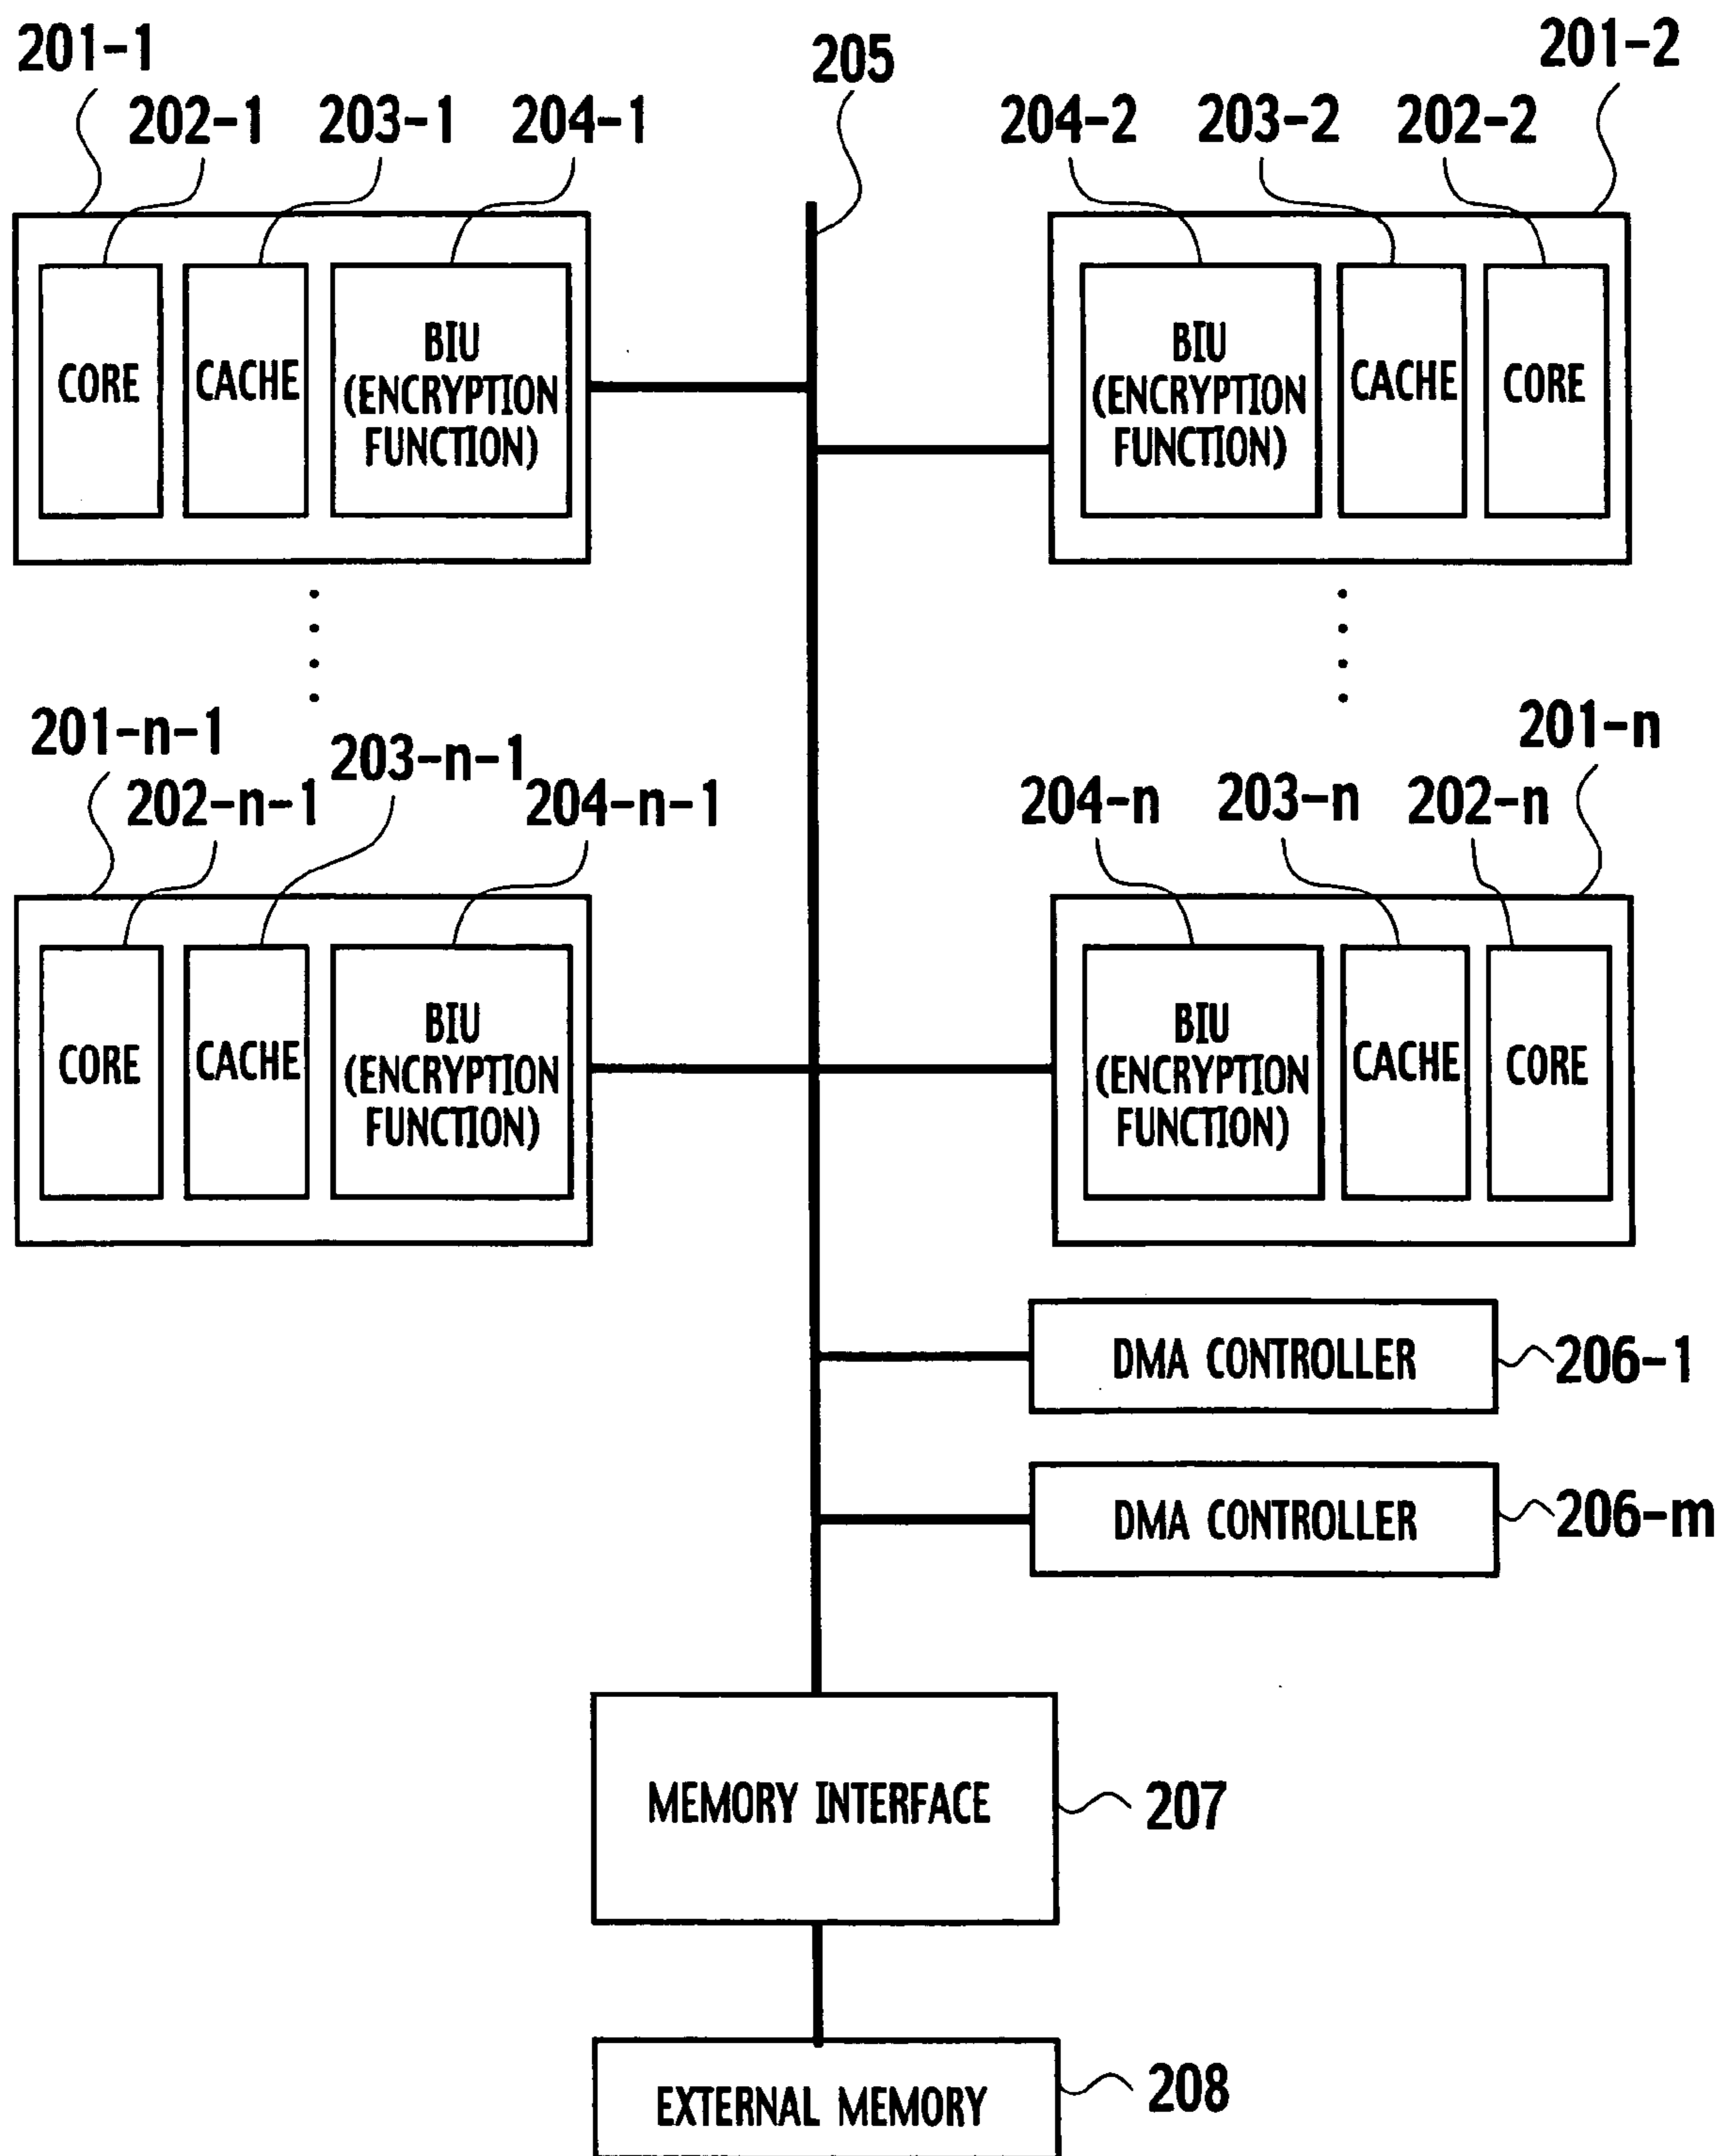 201-1
205
201-2
202-1 203-1 204-1
204-2 203-2 202-2
CORE
CACHE
BIU
(ENCRYPTION
FUNCTION)
BIU
(ENCRYPTION
FUNCTION)
CACHE
CORE
201-n-1
202-n-1
203-n-1
204-n-1
201-n
204-n 203-n 202-n
CORE
CACHE
BIU
(ENCRYPTION
FUNCTION)
BIU
(ENCRYPTION
FUNCTION)
CACHE
CORE
DMA CONTROLLER
206-1
DMA CONTROLLER
206-m
MEMORY INTERFACE
207
EXTERNAL MEMORY
208